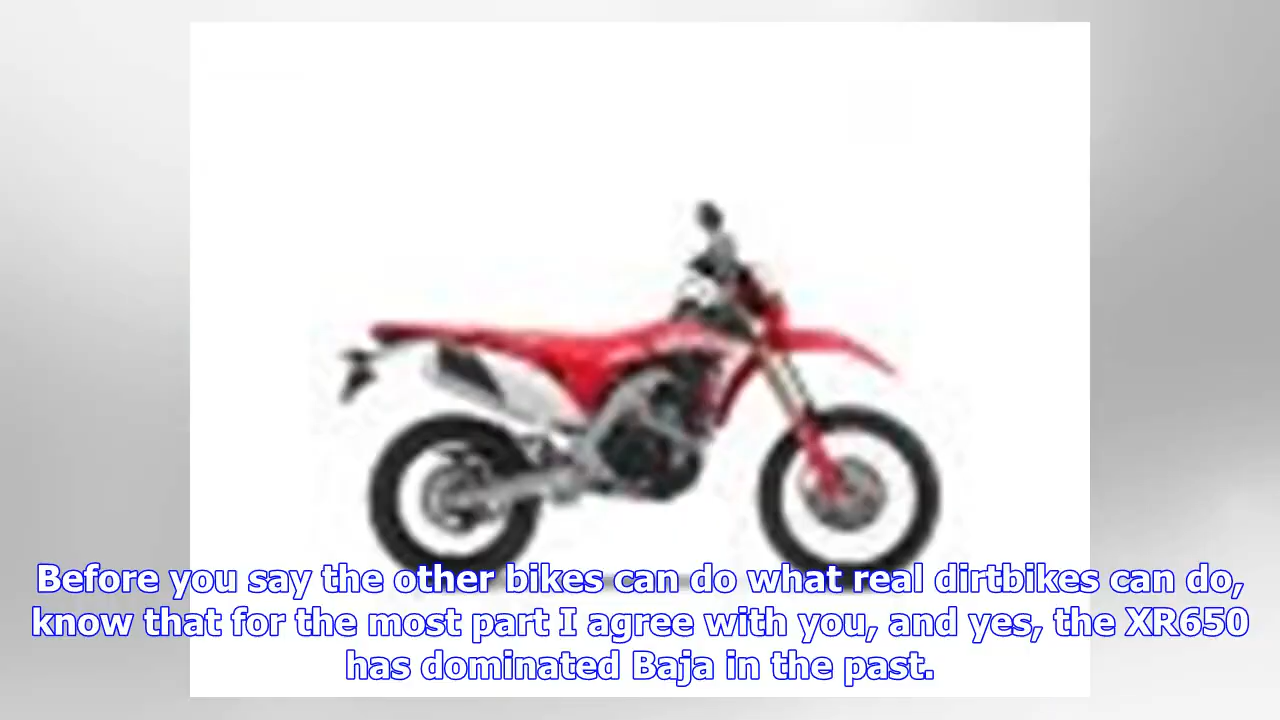 Before you say the other bikes can do what real dirtbikes can do,
know that for the most part I agree with you, and yes, the XR650
has dominated Baja in the past.